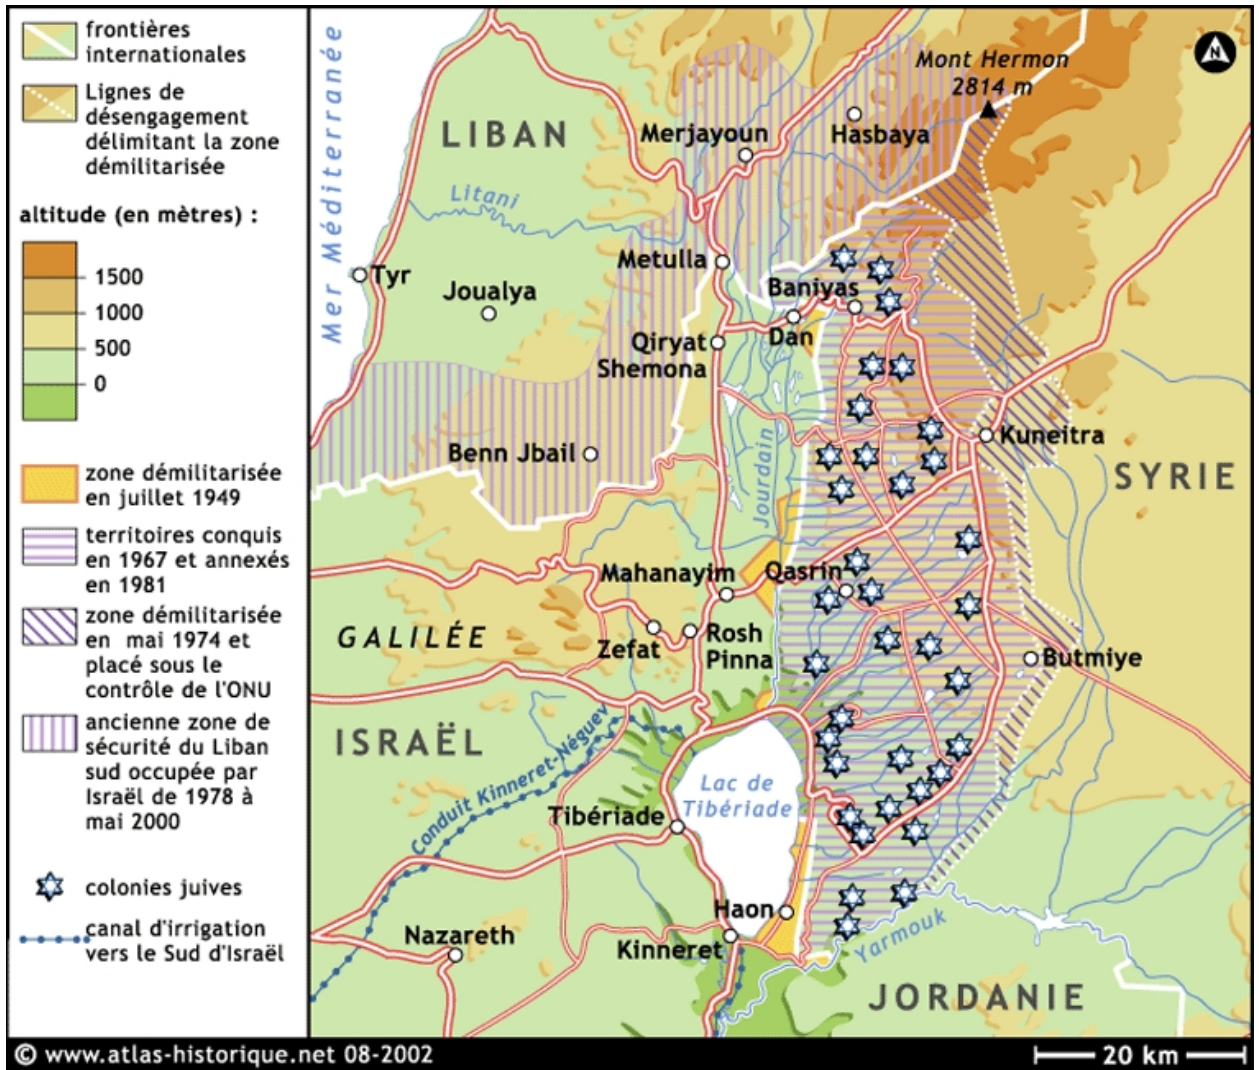 frontières
internationales
Lignes de
désengagement
délimitant la zone
démilitarisée
altitude (en mètres) :
1500
1000
500
0
zone démilitarisée
en juillet 1949
territoires conquis
en 1967 et annexés
en 1981
zone démilitarisée
en mai 1974 et
placé sous le
contrôle de l'ONU
ancienne zone de
sécurité du Liban
sud occupée par
Israël de 1978 à
mai 2000
colonies juives
canal d'irrigation
vers le Sud d'Israël
Mer Méditerranée
N
Mont Hermon
2814 m
LIBAN
Merjayoun
Hasbaya
Litani
Metulla
Tyr
Joualya
Baniyas
Dan
Qiryat
Shemona
Jourdain
Benn Jbail
Kuneitra
SYRIE
Mahanayim
Qasrin
GALILÉE
Zefat
Rosh
Pinna
Butmiye
ISRAËL
Conduit Kinneret-Néguev
Lac de
Tibériade
Tibériade
Haon
Nazareth
Kinneret
Yarmouk
JORDANIE
© www.atlas-historique.net 08-2002
20 km